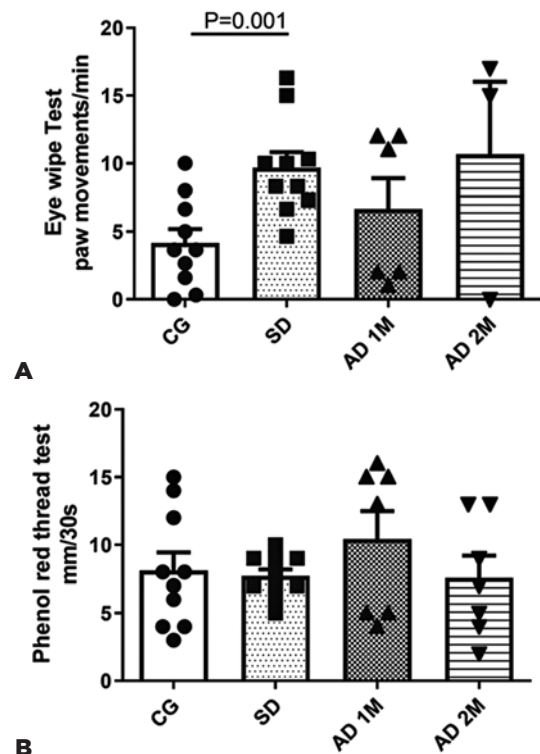 P=0.001
Eye wipe Test
paw movements/min
20
15
10
5
0
CG
SD
AD 1M
AD 2M
A
Phenol red thread test
mm/30s
20
15
10
5
0
CG
SD
AD 1M
AD 2M
B